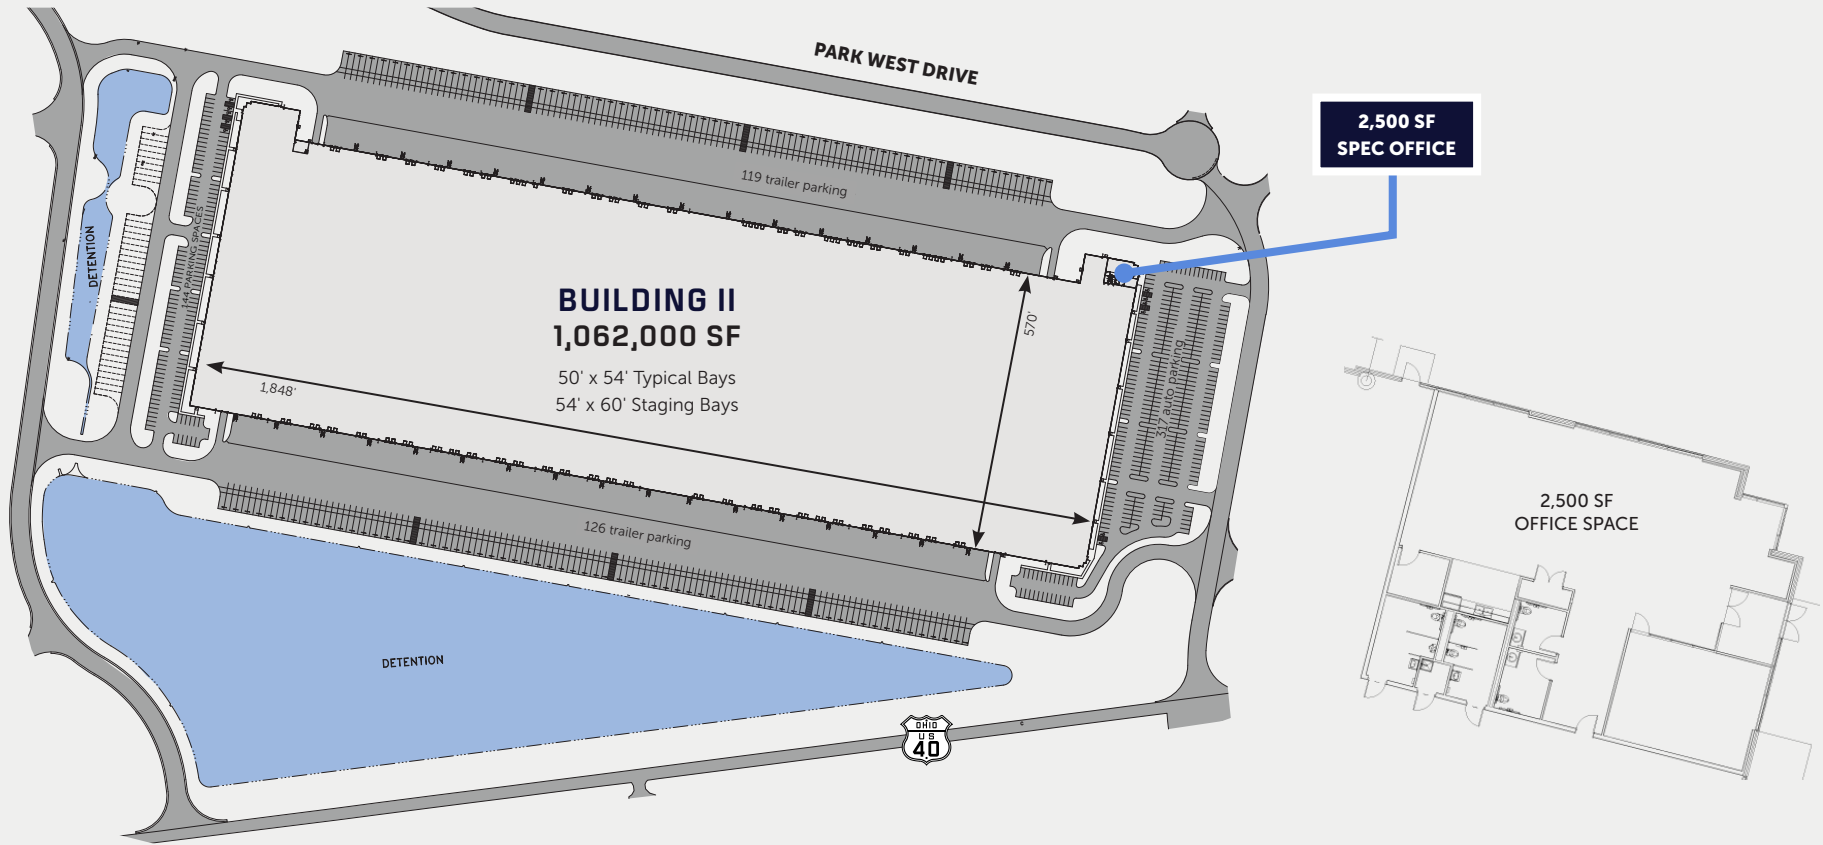 PARK WEST DRIVE
2,500 SF
SPEC OFFICE
119 trailer parking
DETENTION
144 PARKING SPACES
BUILDING II
1,062,000 SF
50' x 54' Typical Bays
54' x 60' Staging Bays
570'
1,848'
317 auto parking
2,500 SF
OFFICE SPACE
126 trailer parking
DETENTION
OHIO
US
40